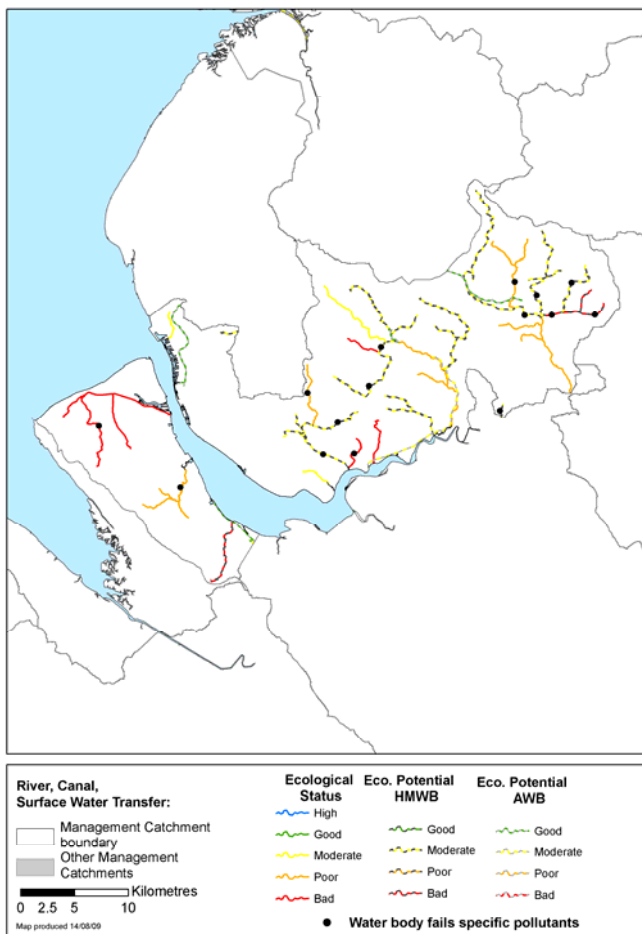 River, Canal,
Surface Water Transfer:
Management Catchment
boundary
Other Management
Catchments
Kilometres
0 2.5 5 10
Map produced 14/08/09
Ecological
Status
High
Good
Moderate
Poor
Bad
Eco. Potential
HMWB
Good
Moderate
Poor
Bad
Eco. Potential
AWB
Good
Moderate
Poor
Bad
Water body fails specific pollutants